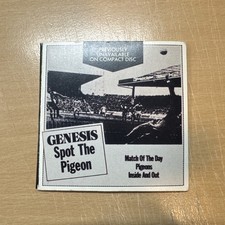 PREVIOUSLY
UNAVAILABLE
ON COMPACT DISC
GENESIS
Spot The
Pigeon
Match Of The Day
Pigeons
Inside And Out